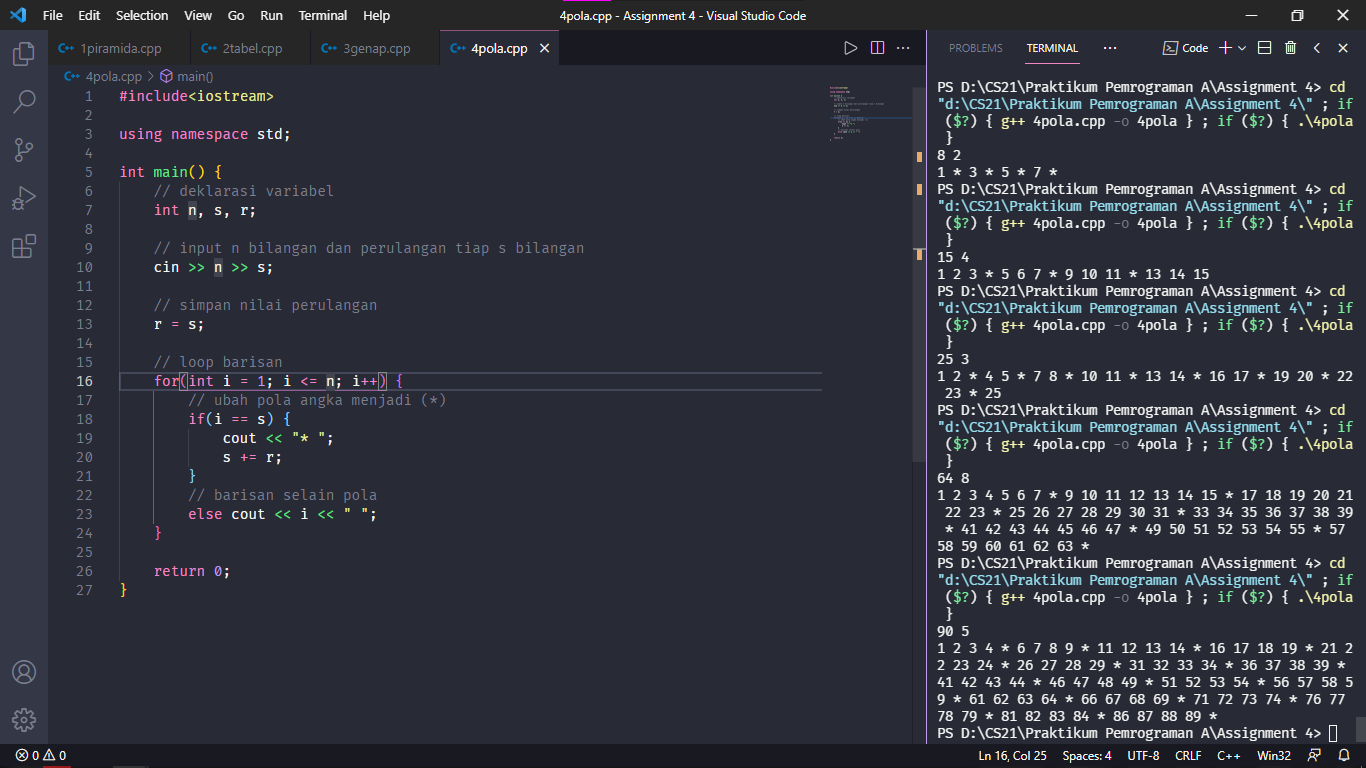 File Edit Selection View Go Run Terminal Help 4pola.cpp - Assignment 4 - Visual Studio Code
1piramida.cpp 2tabel.cpp 3genap.cpp 4pola.cpp
4pola.cpp > main()
1 #include<iostream>
2
3 using namespace std;
4
5 int main() {
6 // deklarasi variabel
7 int n, s, r;
8
9 // input n bilangan dan perulangan tiap s bilangan
10 cin >> n >> s;
11
12 // simpan nilai perulangan
13 r = s;
14
15 // loop barisan
16 for(int i = 1; i <= n; i++) {
17 // ubah pola angka menjadi (*)
18 if(i == s) {
19 cout << "* ";
20 s += r;
21 }
22 // barisan selain pola
23 else cout << i << " ";
24 }
25
26 return 0;
27 }
PROBLEMS TERMINAL ··· Code
PS D:\CS21\Praktikum Pemrograman A\Assignment 4> cd
"d:\CS21\Praktikum Pemrograman A\Assignment 4\" ; if
($?) { g++ 4pola.cpp -o 4pola } ; if ($?) { .\4pola
}
8 2
1 * 3 * 5 * 7 *
PS D:\CS21\Praktikum Pemrograman A\Assignment 4> cd
"d:\CS21\Praktikum Pemrograman A\Assignment 4\" ; if
($?) { g++ 4pola.cpp -o 4pola } ; if ($?) { .\4pola
}
15 4
1 2 3 * 5 6 7 * 9 10 11 * 13 14 15
PS D:\CS21\Praktikum Pemrograman A\Assignment 4> cd
"d:\CS21\Praktikum Pemrograman A\Assignment 4\" ; if
($?) { g++ 4pola.cpp -o 4pola } ; if ($?) { .\4pola
}
25 3
1 2 * 4 5 * 7 8 * 10 11 * 13 14 * 16 17 * 19 20 * 22
23 * 25
PS D:\CS21\Praktikum Pemrograman A\Assignment 4> cd
"d:\CS21\Praktikum Pemrograman A\Assignment 4\" ; if
($?) { g++ 4pola.cpp -o 4pola } ; if ($?) { .\4pola
}
64 8
1 2 3 4 5 6 7 * 9 10 11 12 13 14 15 * 17 18 19 20 21
22 23 * 25 26 27 28 29 30 31 * 33 34 35 36 37 38 39
* 41 42 43 44 45 46 47 * 49 50 51 52 53 54 55 * 57
58 59 60 61 62 63 *
PS D:\CS21\Praktikum Pemrograman A\Assignment 4> cd
"d:\CS21\Praktikum Pemrograman A\Assignment 4\" ; if
($?) { g++ 4pola.cpp -o 4pola } ; if ($?) { .\4pola
}
90 5
1 2 3 4 * 6 7 8 9 * 11 12 13 14 * 16 17 18 19 * 21 2
2 23 24 * 26 27 28 29 * 31 32 33 34 * 36 37 38 39 *
41 42 43 44 * 46 47 48 49 * 51 52 53 54 * 56 57 58 5
9 * 61 62 63 64 * 66 67 68 69 * 71 72 73 74 * 76 77
78 79 * 81 82 83 84 * 86 87 88 89 *
PS D:\CS21\Praktikum Pemrograman A\Assignment 4>
0 0 Ln 16, Col 25 Spaces: 4 UTF-8 CRLF C++ Win32